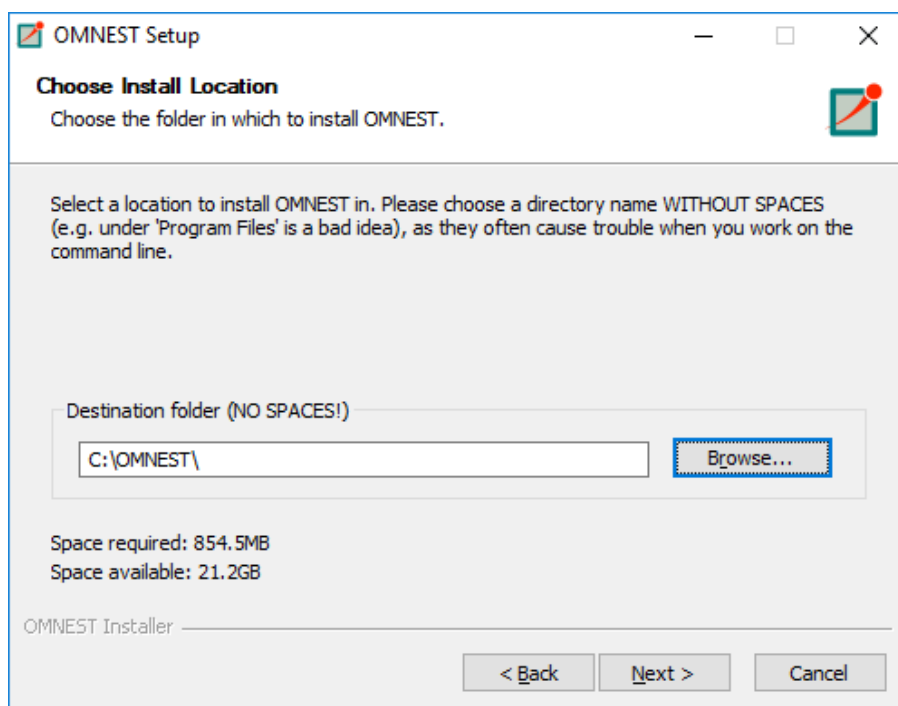 OMNEST Setup
Choose Install Location
Choose the folder in which to install OMNEST.
Select a location to install OMNEST in. Please choose a directory name WITHOUT SPACES
(e.g. under 'Program Files' is a bad idea), as they often cause trouble when you work on the
command line.
Destination folder (NO SPACES!)
C:\OMNEST\
Browse...
Space required: 854.5MB
Space available: 21.2GB
OMNEST Installer
< Back
Next >
Cancel